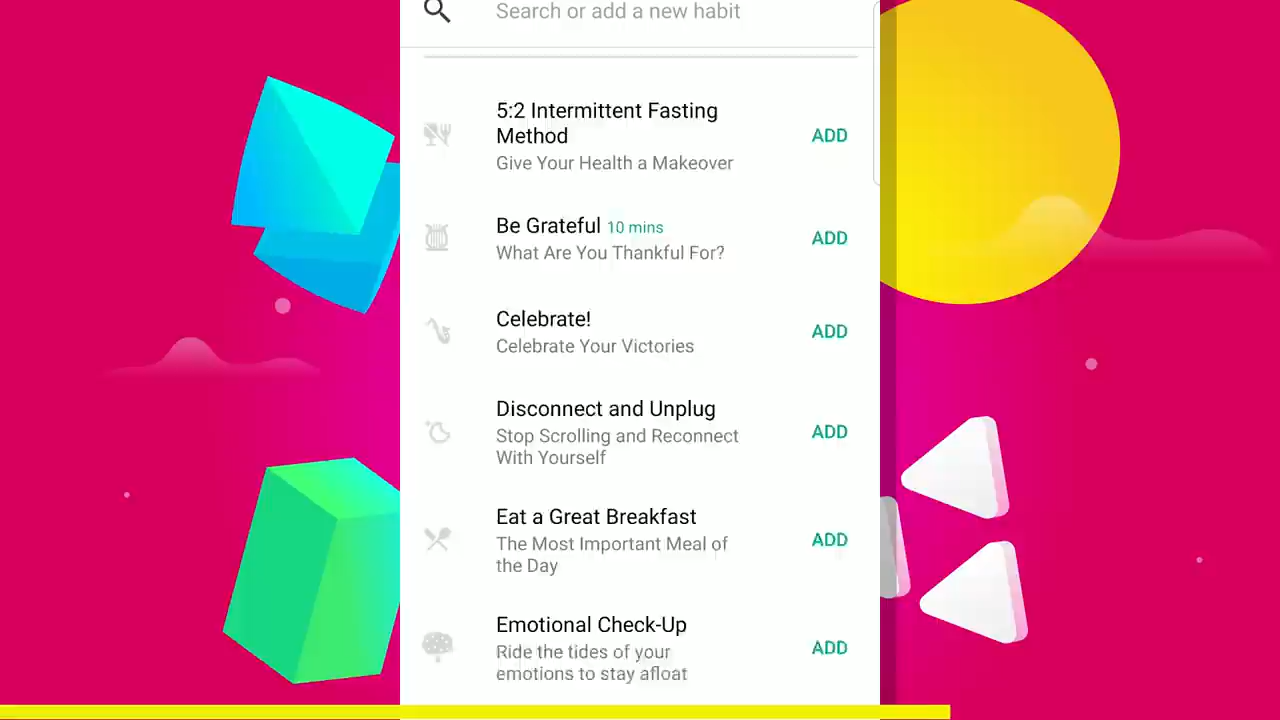 Search or add a new habit
5:2 Intermittent Fasting
Method
ADD
Give Your Health a Makeover
Be Grateful 10 mins
ADD
What Are You Thankful For?
Celebrate!
ADD
Celebrate Your Victories
Disconnect and Unplug
ADD
Stop Scrolling and Reconnect
With Yourself
Eat a Great Breakfast
ADD
The Most Important Meal of
the Day
Emotional Check-Up
ADD
Ride the tides of your
emotions to stay afloat